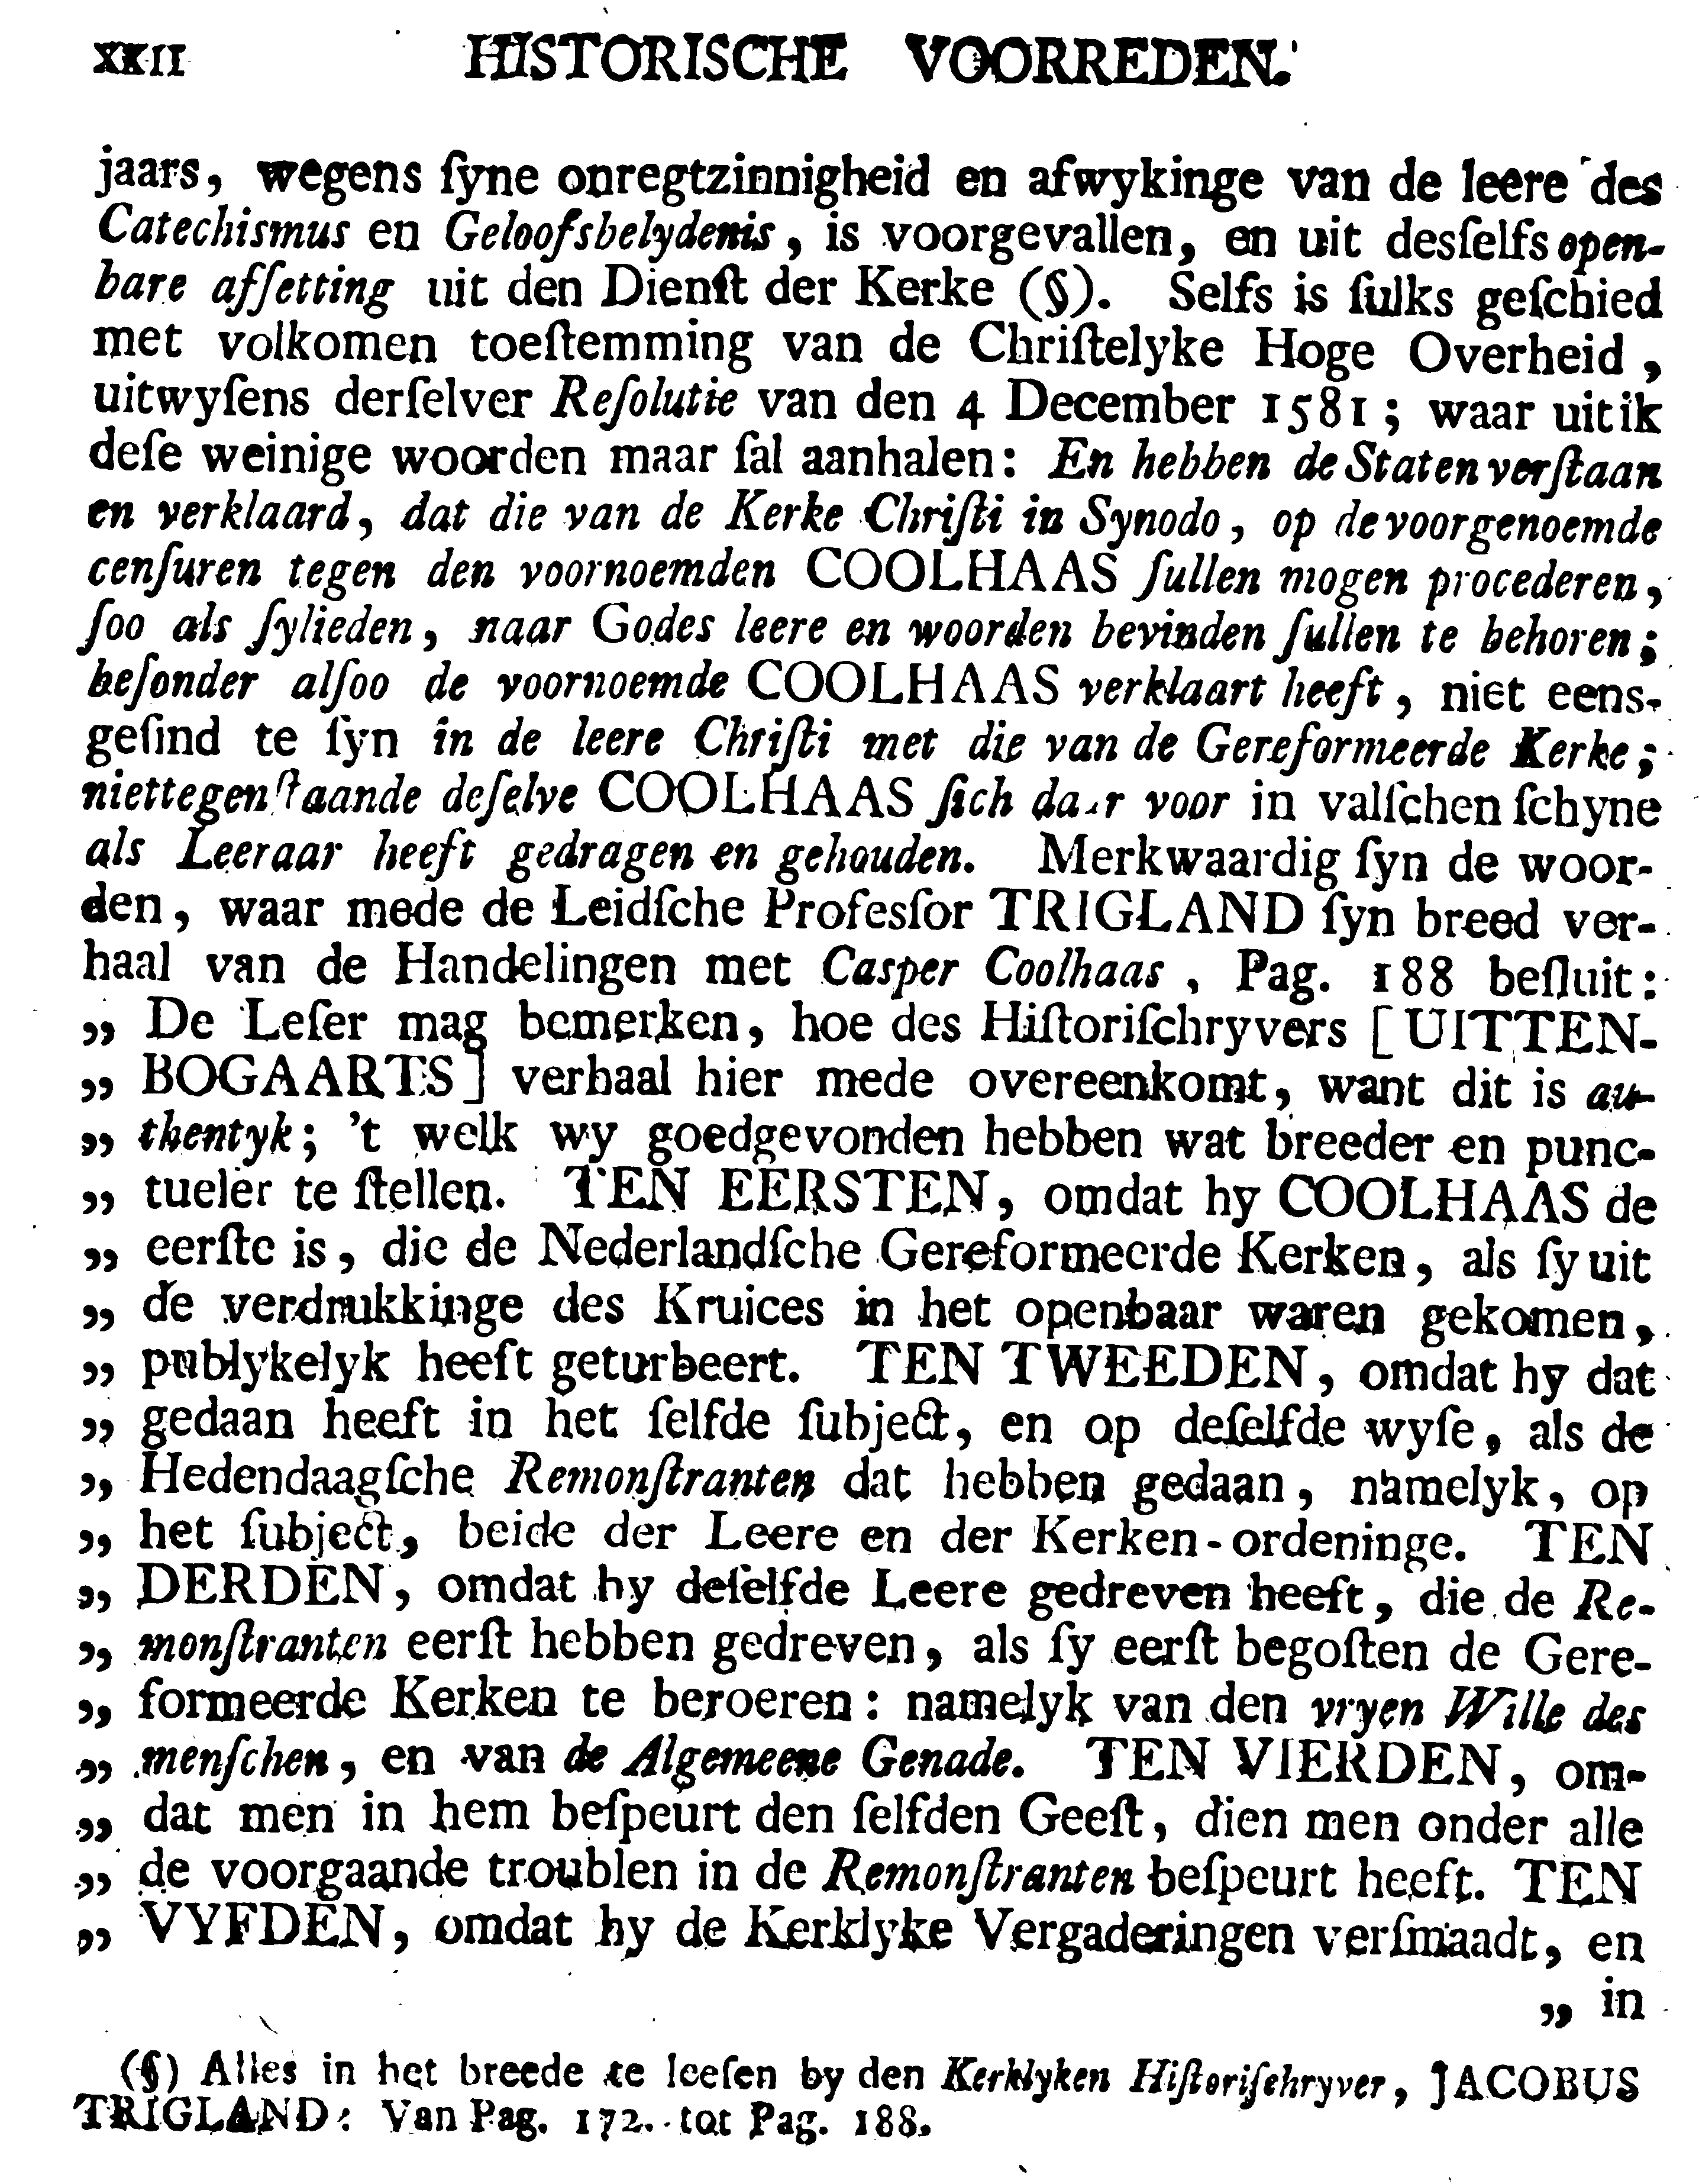 XXII HISTORISCHE VOORREDEN.
jaars, wegens ſyne onregtzinnigheid en afwykinge van de leere des
Catechismus en Geloofsbelydenis, is voorgevallen, en uit desſelfs open-
bare afſetting uit den Dienſt der Kerke (§). Selfs is ſulks geſchied
met volkomen toeſtemming van de Chriſtelyke Hoge Overheid,
uitwyſens derſelver Reſolutie van den 4 December 1581; waar uit ik
deſe weinige woorden maar ſal aanhalen: En hebben de Staten verſtaan
en verklaard, dat die van de Kerke Chriſti in Synodo, op de voorgenoemde
cenſuren tegen den voornoemden COOLHAAS ſullen mogen procederen,
ſoo als ſylieden, naar Godes leere en woorden bevinden ſullen te behoren;
beſonder alſoo de voornoemde COOLHAAS verklaart heeft, niet eens-
geſind te ſyn in de leere Chriſti met die van de Gereformeerde Kerke;
niettegenſtaande deſelve COOLHAAS ſich daar voor in valſchen ſchyne
als Leeraar heeft gedragen en gehouden. Merkwaardig ſyn de woor-
den, waar mede de Leidſche Profesſor TRIGLAND ſyn breed ver-
haal van de Handelingen met Casper Coolhaas, Pag. 188 beſluit:
„ De Leſer mag bemerken, hoe des Hiſtoriſchryvers [UITTEN-
„ BOGAARTS] verhaal hier mede overeenkomt, want dit is au-
„ thentyk; 't welk wy goedgevonden hebben wat breeder en punc-
„ tueler te ſtellen. TEN EERSTEN, omdat hy COOLHAAS de
„ eerſte is, die de Nederlandſche Gereformeerde Kerken, als ſy uit
„ de verdrukkinge des Kruices in het openbaar waren gekomen,
„ publykelyk heeft geturbeert. TEN TWEEDEN, omdat hy dat
„ gedaan heeft in het ſelfde ſubject, en op deſelfde wyſe, als de
„ Hedendaagſche Remonſtranten dat hebben gedaan, namelyk, op
„ het ſubject, beide der Leere en der Kerken-ordeninge. TEN
„ DERDEN, omdat hy deſelfde Leere gedreven heeft, die de Re-
„ monſtranten eerſt hebben gedreven, als ſy eerſt begoſten de Gere-
„ formeerde Kerken te beroeren: namelyk van den vryen Wille des
„ menſchen, en van de Algemeene Genade. TEN VIERDEN, om-
„ dat men in hem beſpeurt den ſelfden Geeſt, dien men onder alle
„ de voorgaande troublen in de Remonſtranten beſpeurt heeft. TEN
„ VYFDEN, omdat hy de Kerklyke Vergaderingen verſmaadt, en
„ in
(§) Alles in het breede te leeſen by den Kerklyken Hiſtoriſchryver, JACOBUS
TRIGLAND: Van Pag. 172. tot Pag. 188.